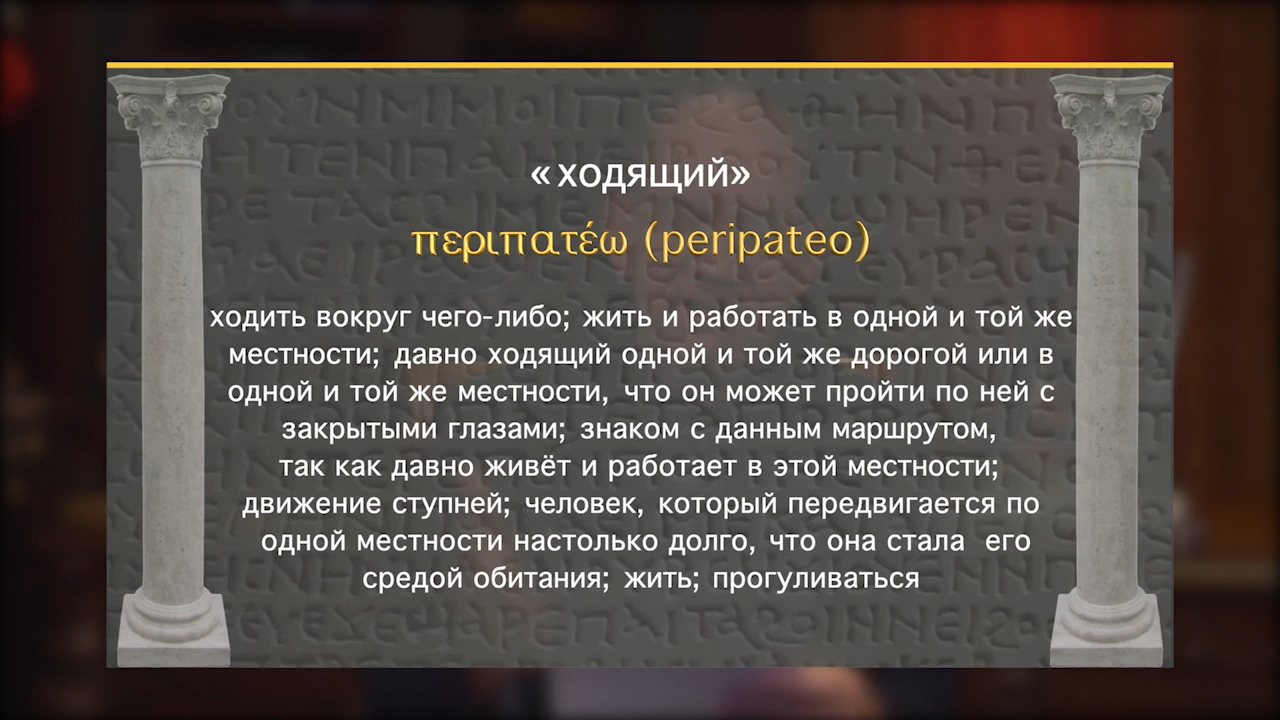 « ходящий»
περιπατέω (peripateo)
ходить вокруг чего-либо; жить и работать в одной и той же
местности; давно ходящий одной и той же дорогой или в
одной и той же местности, что он может пройти по ней с
закрытыми глазами; знаком с данным маршрутом,
так как давно живёт и работает в этой местности;
движение ступней; человек, который передвигается по
одной местности настолько долго, что она стала его
средой обитания; жить; прогуливаться